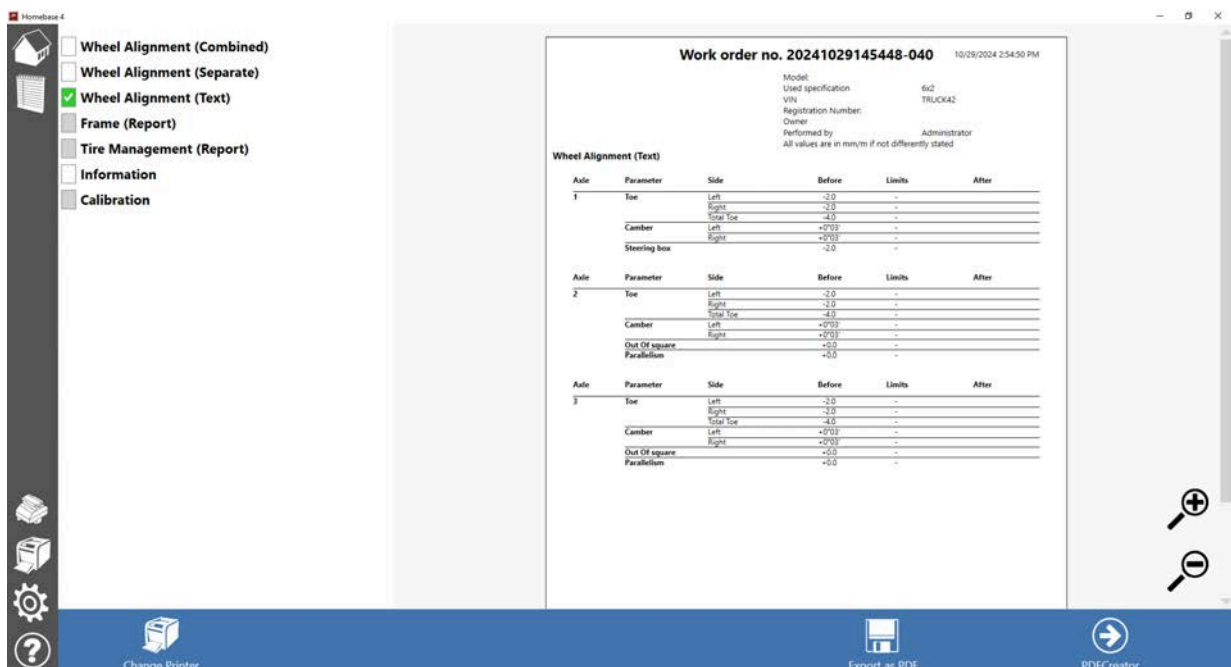 Homebase 4
Wheel Alignment (Combined)
Wheel Alignment (Separate)
Wheel Alignment (Text)
Frame (Report)
Tire Management (Report)
Information
Calibration
Work order no. 20241029145448-040 10/29/2024 2:54:50 PM
Model:
Used specification 6x2
VIN TRUCK42
Registration Number:
Owner
Performed by Administrator
All values are in mm/m if not differently stated
Wheel Alignment (Text)
Axle Parameter Side Before Limits After
1 Toe Left -2.0 -
Right -2.0 -
Total Toe -4.0 -
Camber Left +0°03' -
Right +0°03' -
Steering box -2.0 -
Axle Parameter Side Before Limits After
2 Toe Left -2.0 -
Right -2.0 -
Total Toe -4.0 -
Camber Left +0°03' -
Right +0°03' -
Out Of square +0.0 -
Parallelism +0.0 -
Axle Parameter Side Before Limits After
3 Toe Left -2.0 -
Right -2.0 -
Total Toe -4.0 -
Camber Left +0°03' -
Right +0°03' -
Out Of square +0.0 -
Parallelism +0.0 -
Change Printer Export as PDF PDFCreator